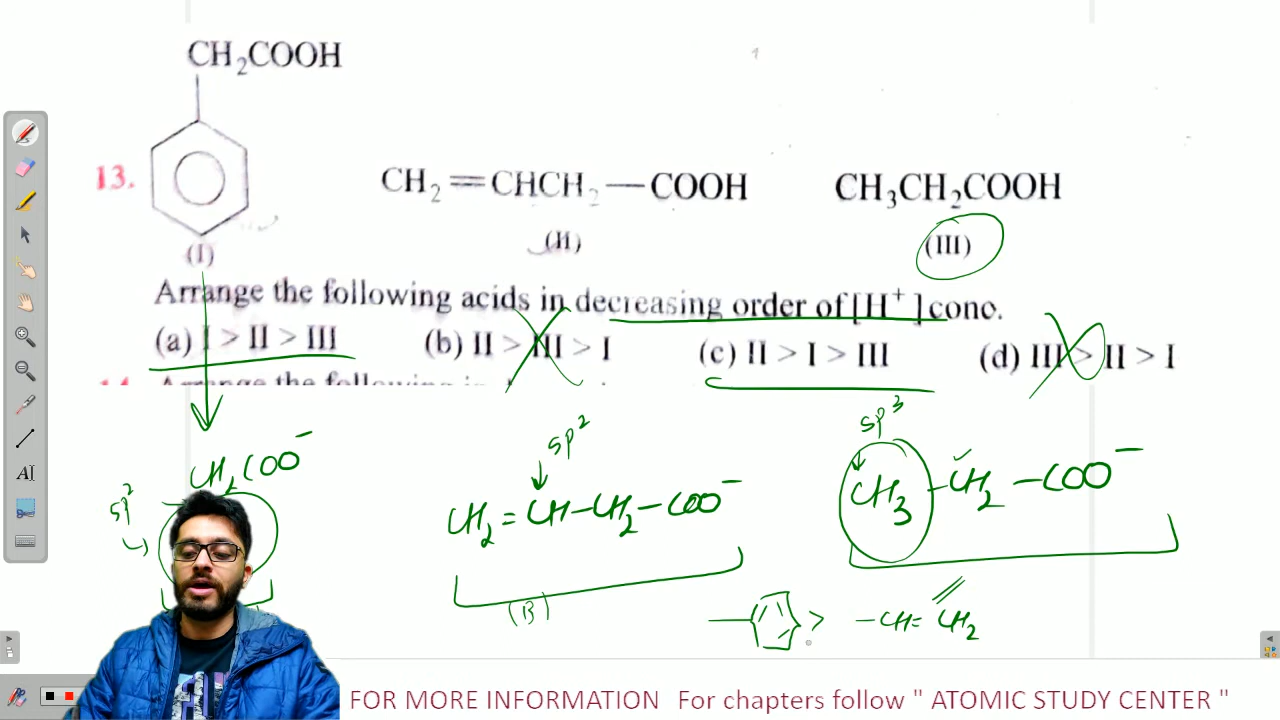 CH₂COOH
13.
CH₂=CHCH₂—COOH
CH₃CH₂COOH
(I)
(II)
(III)
Arrange the following acids in decreasing order of [H⁺] conc.
(a) I > II > III
(b) II > III > I
(c) II > I > III
(d) III > II > I
sp²
sp³
CH₂COO⁻
sp²
CH₂=CH-CH₂-COO⁻
CH₃-CH₂-COO⁻
(B)
> -CH=CH₂
AI
FOR MORE INFORMATION For chapters follow " ATOMIC STUDY CENTER "